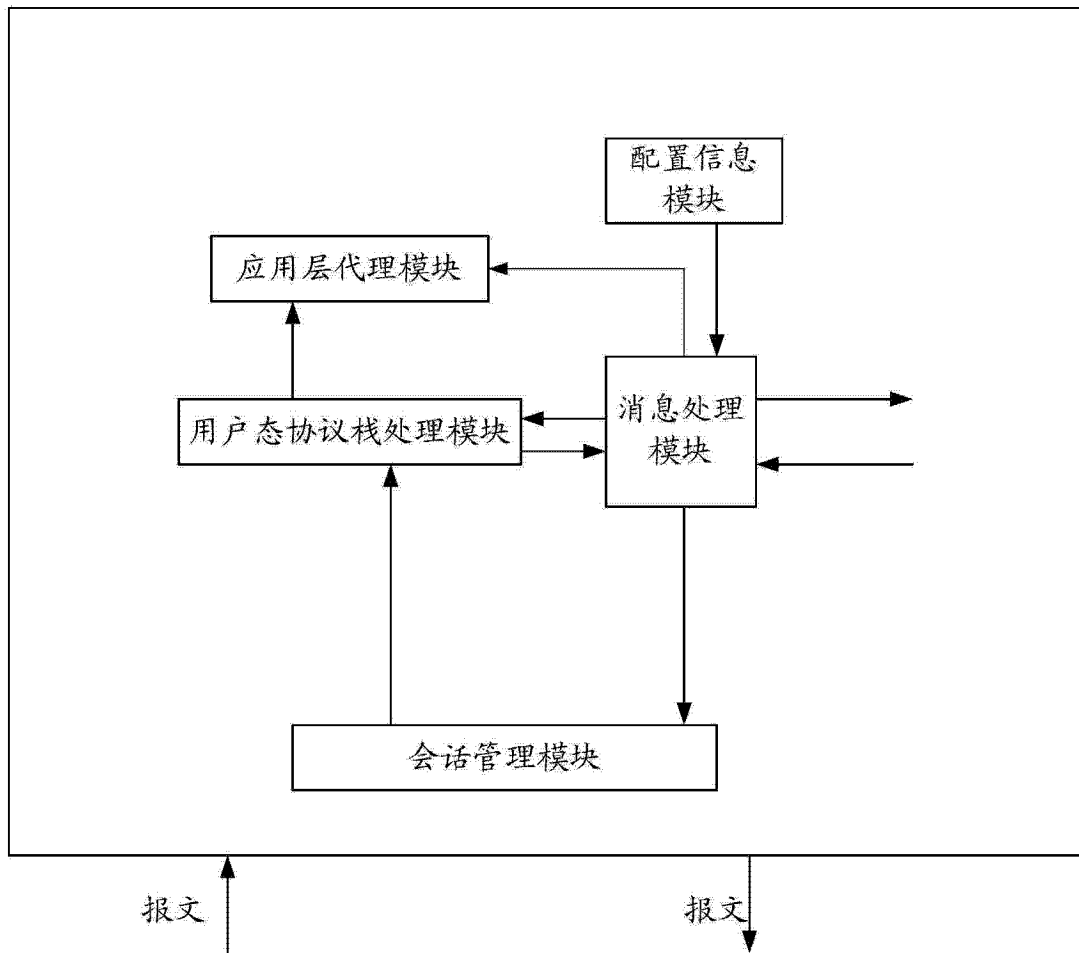 配置信息
模块
应用层代理模块
消息处理
模块
用户态协议栈处理模块
会话管理模块
报文
报文